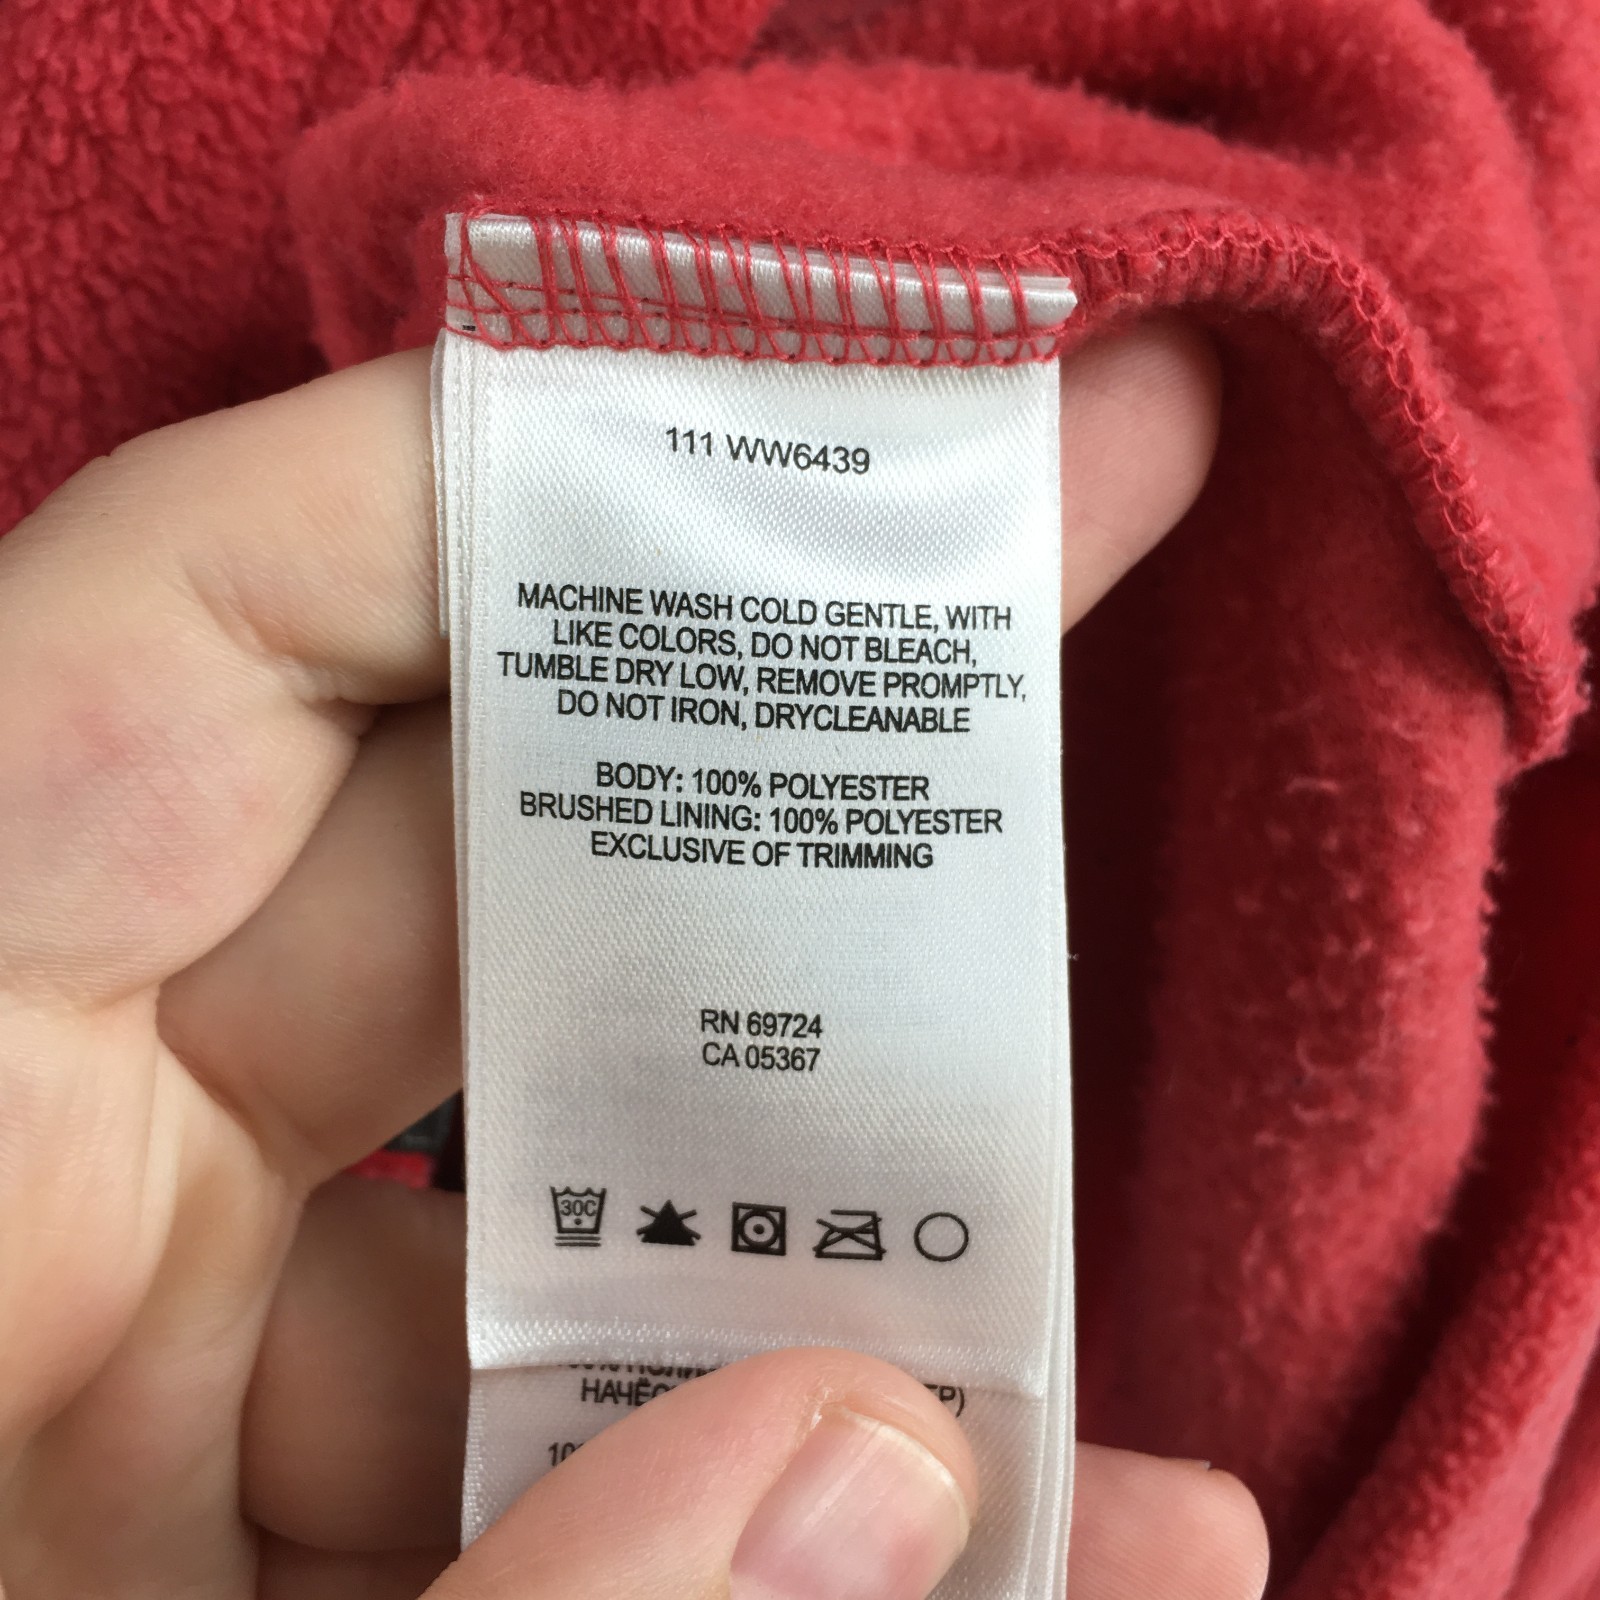 111 WW6439
MACHINE WASH COLD GENTLE, WITH
LIKE COLORS, DO NOT BLEACH,
TUMBLE DRY LOW, REMOVE PROMPTLY,
DO NOT IRON, DRYCLEANABLE
BODY: 100% POLYESTER
BRUSHED LINING: 100% POLYESTER
EXCLUSIVE OF TRIMMING
RN 69724
CA 05367
30C